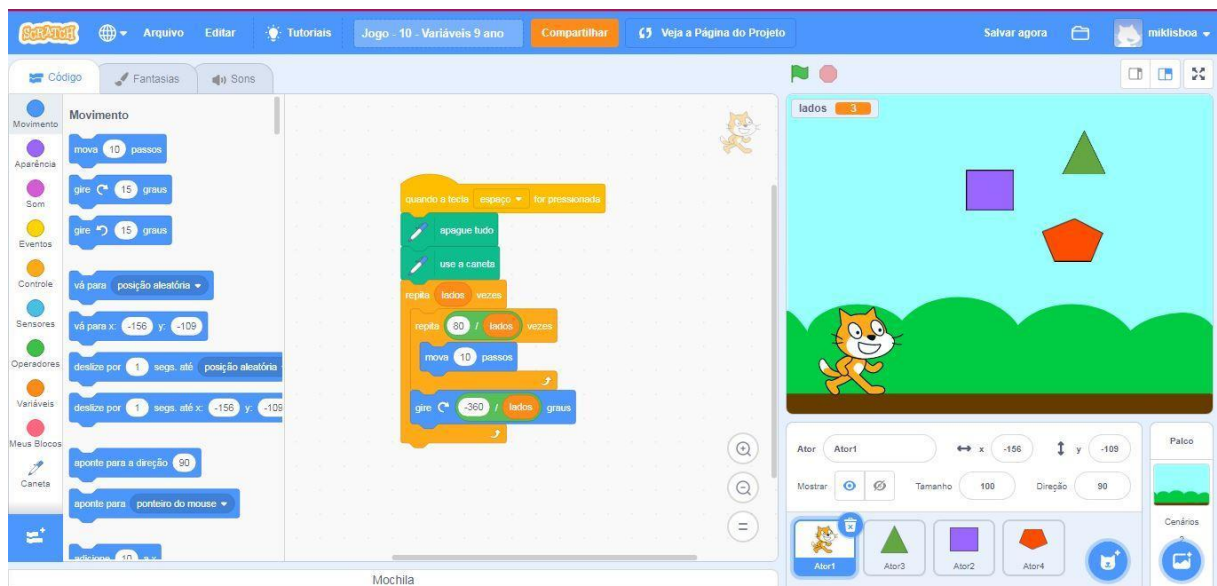 SCRATCH
Arquivo
Editar
Tutoriais
Jogo - 10 - Variáveis 9 ano
Compartilhar
Veja a Página do Projeto
Salvar agora
miklisboa
Código
Fantasias
Sons
Movimento
Aparência
Som
Eventos
Controle
Sensores
Operadores
Variáveis
Meus Blocos
Caneta
Movimento
mova 10 passos
gire 15 graus
gire 15 graus
vá para posição aleatória
vá para x: -156 y: -109
deslize por 1 segs. até posição aleatória
deslize por 1 segs. até x: -156 y: -109
aponte para a direção 90
aponte para ponteiro do mouse
adicione 10 a x
quando a tecla espaço for pressionada
apague tudo
use a caneta
repita lados vezes
repita 80 / lados vezes
mova 10 passos
gire -360 / lados graus
Mochila
lados 3
Ator Ator1 x -156 y -109
Mostrar Tamanho 100 Direção 90
Ator1
Ator3
Ator2
Ator4
Palco
Cenários